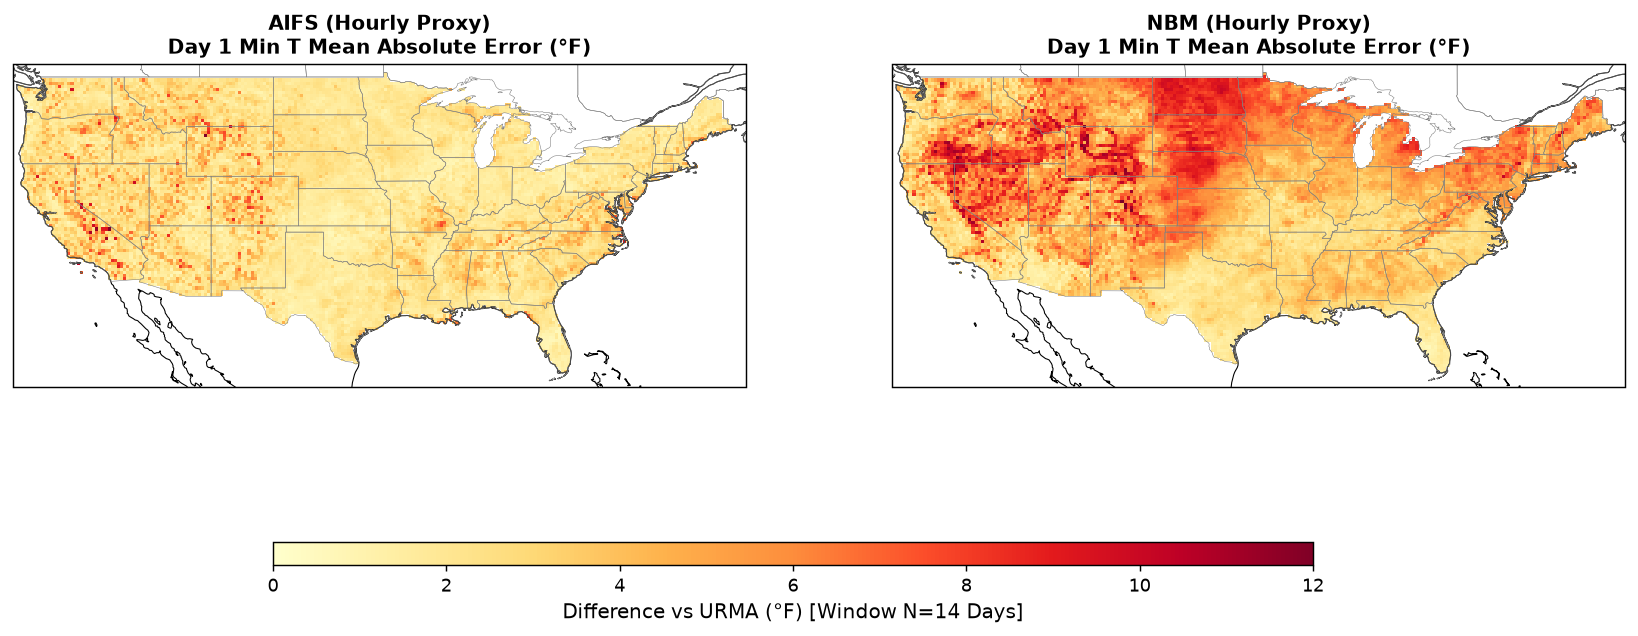 AIFS (Hourly Proxy)
Day 1 Min T Mean Absolute Error (°F)
NBM (Hourly Proxy)
Day 1 Min T Mean Absolute Error (°F)
0 2 4 6 8 10 12
Difference vs URMA (°F) [Window N=14 Days]